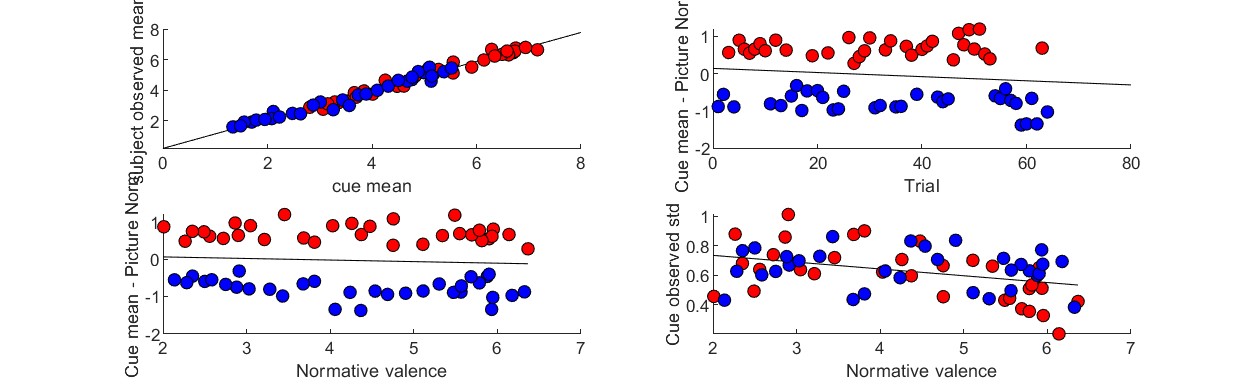 subject observed mean
8
6
4
2
0 2 4 6 8
cue mean
Cue mean - Picture Nor
1
0
-1
-2
0 20 40 60 80
Trial
Cue mean - Picture Norm
1
0
-1
-2
2 3 4 5 6 7
Normative valence
Cue observed std
1
0.8
0.6
0.4
2 3 4 5 6 7
Normative valence